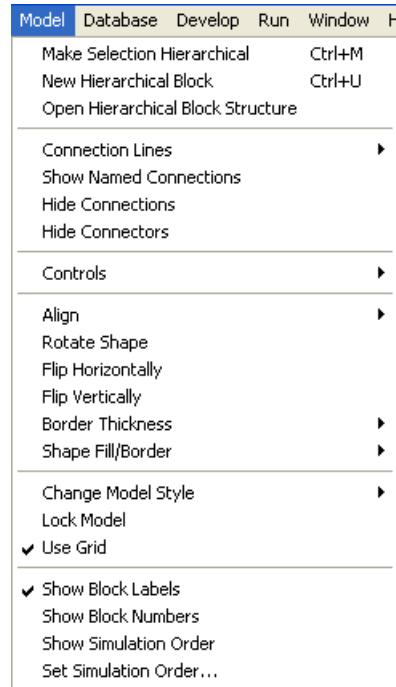 Model Database Develop Run Window H
Make Selection Hierarchical Ctrl+M
New Hierarchical Block Ctrl+U
Open Hierarchical Block Structure
Connection Lines
Show Named Connections
Hide Connections
Hide Connectors
Controls
Align
Rotate Shape
Flip Horizontally
Flip Vertically
Border Thickness
Shape Fill/Border
Change Model Style
Lock Model
Use Grid
Show Block Labels
Show Block Numbers
Show Simulation Order
Set Simulation Order...